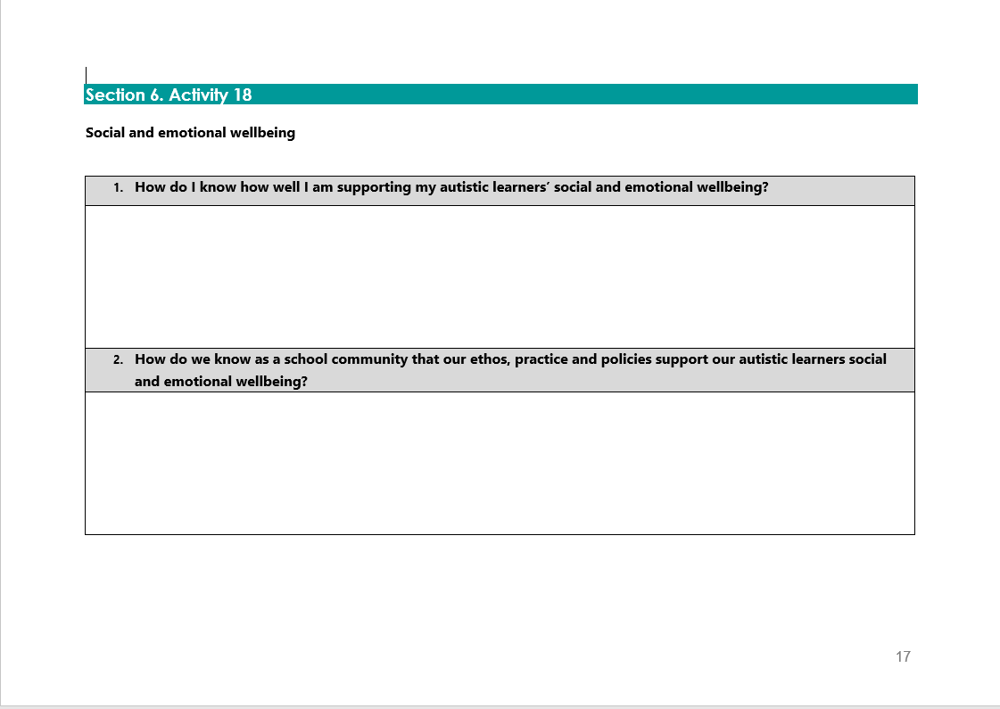 Section 6. Activity 18
Social and emotional wellbeing
1. How do I know how well I am supporting my autistic learners’ social and emotional wellbeing?
2. How do we know as a school community that our ethos, practice and policies support our autistic learners social
and emotional wellbeing?
17